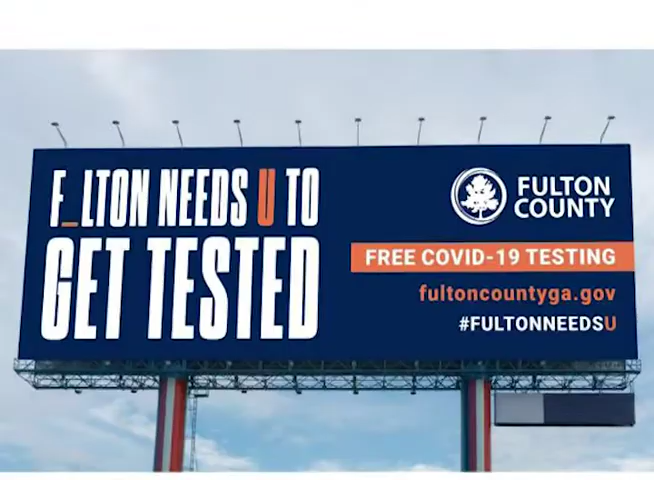 F_LTON NEEDS U TO
GET TESTED
FULTON
COUNTY
FREE COVID-19 TESTING
fultoncountyga.gov
#FULTONNEEDSU